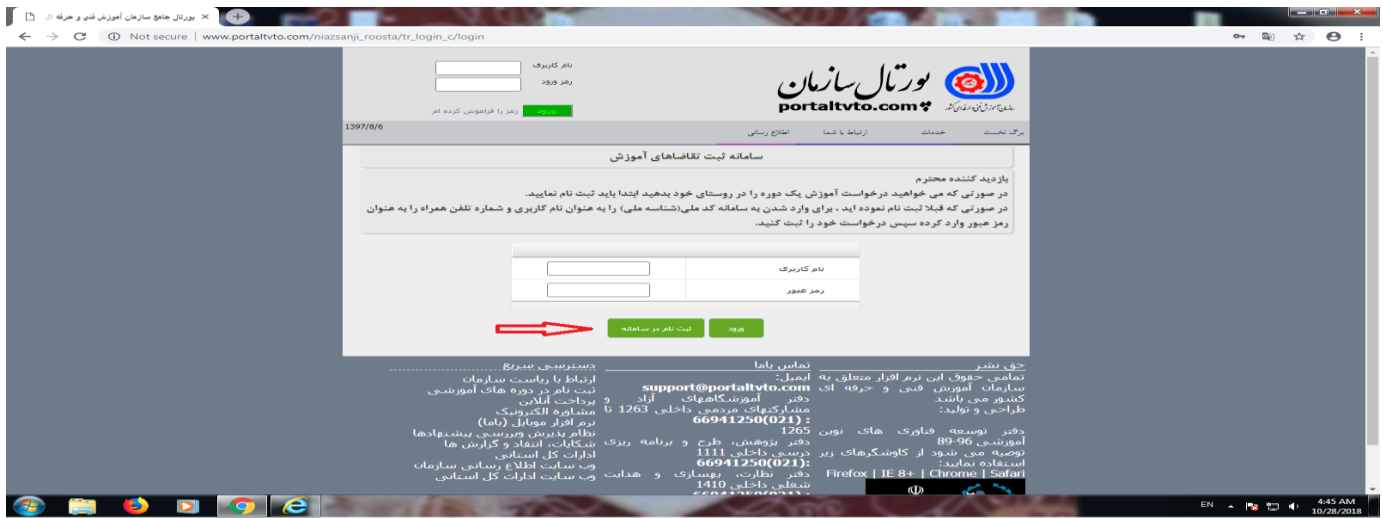 پورتال جامع سازمان آموزش فنی و حرفه ای
Not secure | www.portaltvto.com/niazsanji_roosta/tr_login_c/login
نام کاربری
رمز ورود
ورود
رمز را فراموش کرده ام
پورتال سازمان
portaltvto.com
سازمان آموزش فنی و حرفه ای کشور
1397/8/6
برگ نخست
خدمات
ارتباط با شما
اطلاع رسانی
سامانه ثبت تقاضاهای آموزش
بازدید کننده محترم
در صورتی که می خواهید درخواست آموزش یک دوره را در روستای خود بدهید ابتدا باید ثبت نام نمایید.
در صورتی که قبلا ثبت نام نموده اید ، برای وارد شدن به سامانه کد ملی(شناسه ملی) را به عنوان نام کاربری و شماره تلفن همراه را به عنوان
رمز عبور وارد کرده سپس درخواست خود را ثبت کنید.
نام کاربری
رمز عبور
ورود
ثبت نام در سامانه
حق نشر
تمامی حقوق این نرم افزار متعلق به
سازمان آموزش فنی و حرفه ای
کشور می باشد
طراحی و تولید:
دفتر توسعه فناوری های نوین
آموزشی 96-89
توصیه می شود از کاوشگرهای زیر
استفاده نمایید:
Firefox | IE 8+ | Chrome | Safari
تماس باما
ایمیل:
support@portaltvto.com
دفتر آموزشگاههای آزاد و
مشارکتهای مردمی داخلی 1263 تا
66941250(021) :
1265
دفتر پژوهش، طرح و برنامه ریزی
درسی داخلی 1111
66941250(021):
دفتر نظارت، بهسازی و هدایت
شغلی داخلی 1410
66941250(021) :
دسترسی سریع
ارتباط با ریاست سازمان
ثبت نام در دوره های آموزشی
پرداخت آنلاین
مشاوره الکترونیک
نرم افزار موبایل (باما)
نظام پذیرش وبررسی پیشنهادها
شکایات، انتقاد و گزارش ها
ادارات کل استانی
وب سایت اطلاع رسانی سازمان
وب سایت ادارات کل استانی
EN
4:45 AM
10/28/2018